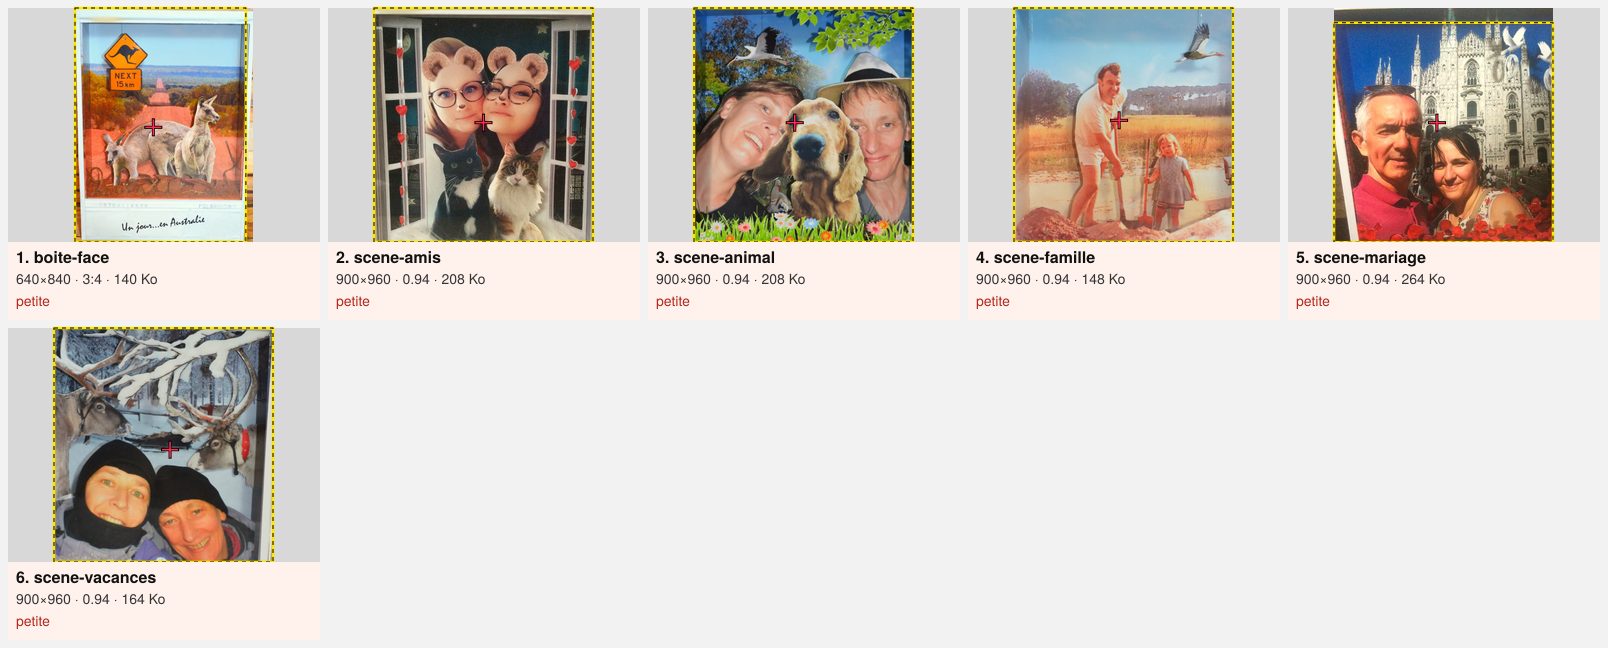 NEXT
15 km
Un jour...en Australie
1. boite-face
640×840 · 3:4 · 140 Ko
petite
2. scene-amis
900×960 · 0.94 · 208 Ko
petite
3. scene-animal
900×960 · 0.94 · 208 Ko
petite
4. scene-famille
900×960 · 0.94 · 148 Ko
petite
5. scene-mariage
900×960 · 0.94 · 264 Ko
petite
6. scene-vacances
900×960 · 0.94 · 164 Ko
petite